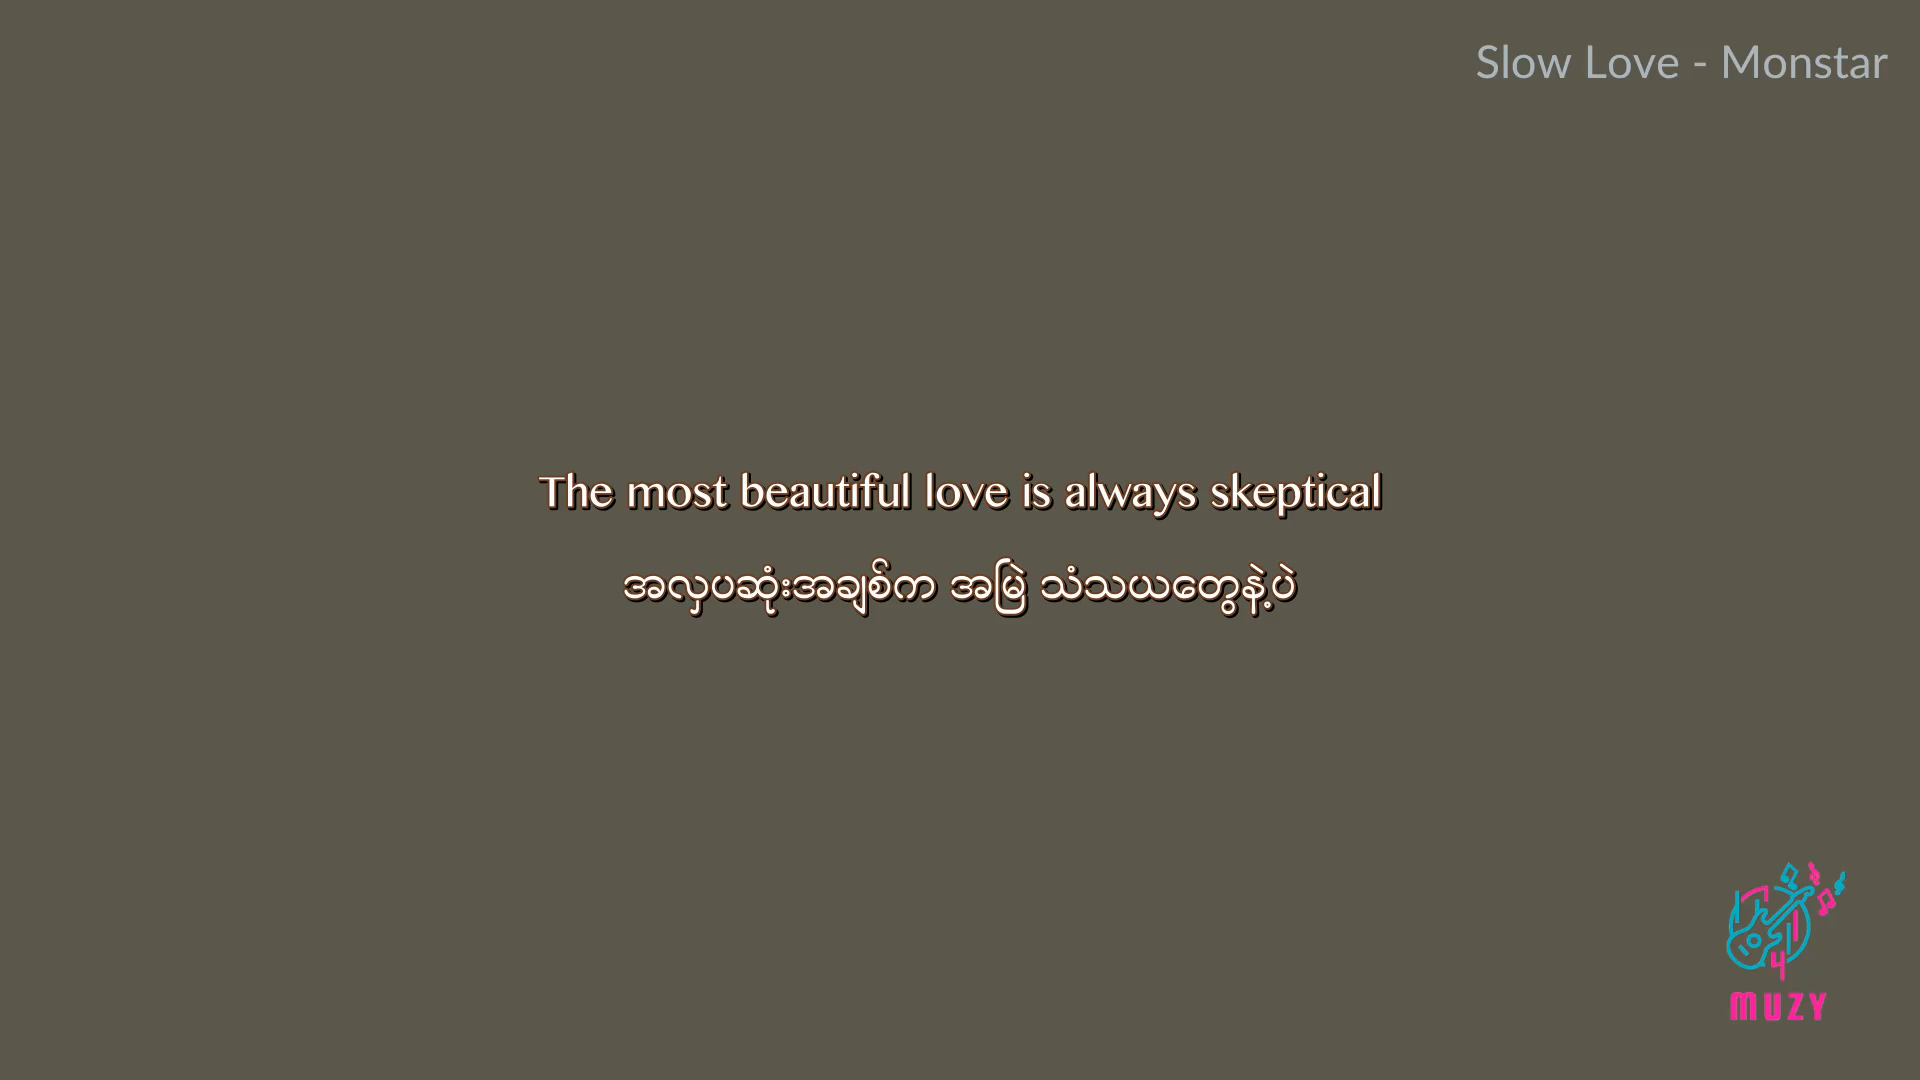 Slow Love - Monstar
The most beautiful love is always skeptical
အလှပဆုံးအချစ်က အမြဲ သံသယတွေနဲ့ပဲ
MUZY